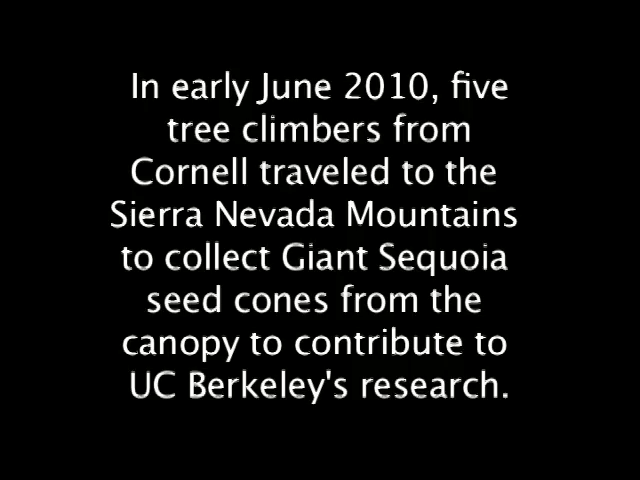 In early June 2010, five
tree climbers from
Cornell traveled to the
Sierra Nevada Mountains
to collect Giant Sequoia
seed cones from the
canopy to contribute to
UC Berkeley's research.